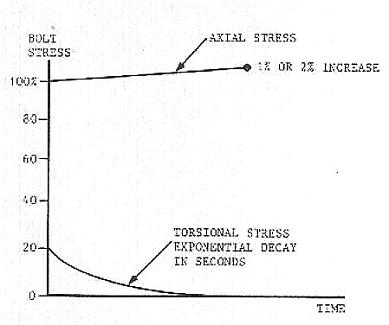 BOLT
STRESS
AXIAL STRESS
1% OR 2% INCREASE
100%
80
60
40
20
TORSIONAL STRESS
EXPONENTIAL DECAY
IN SECONDS
0
TIME